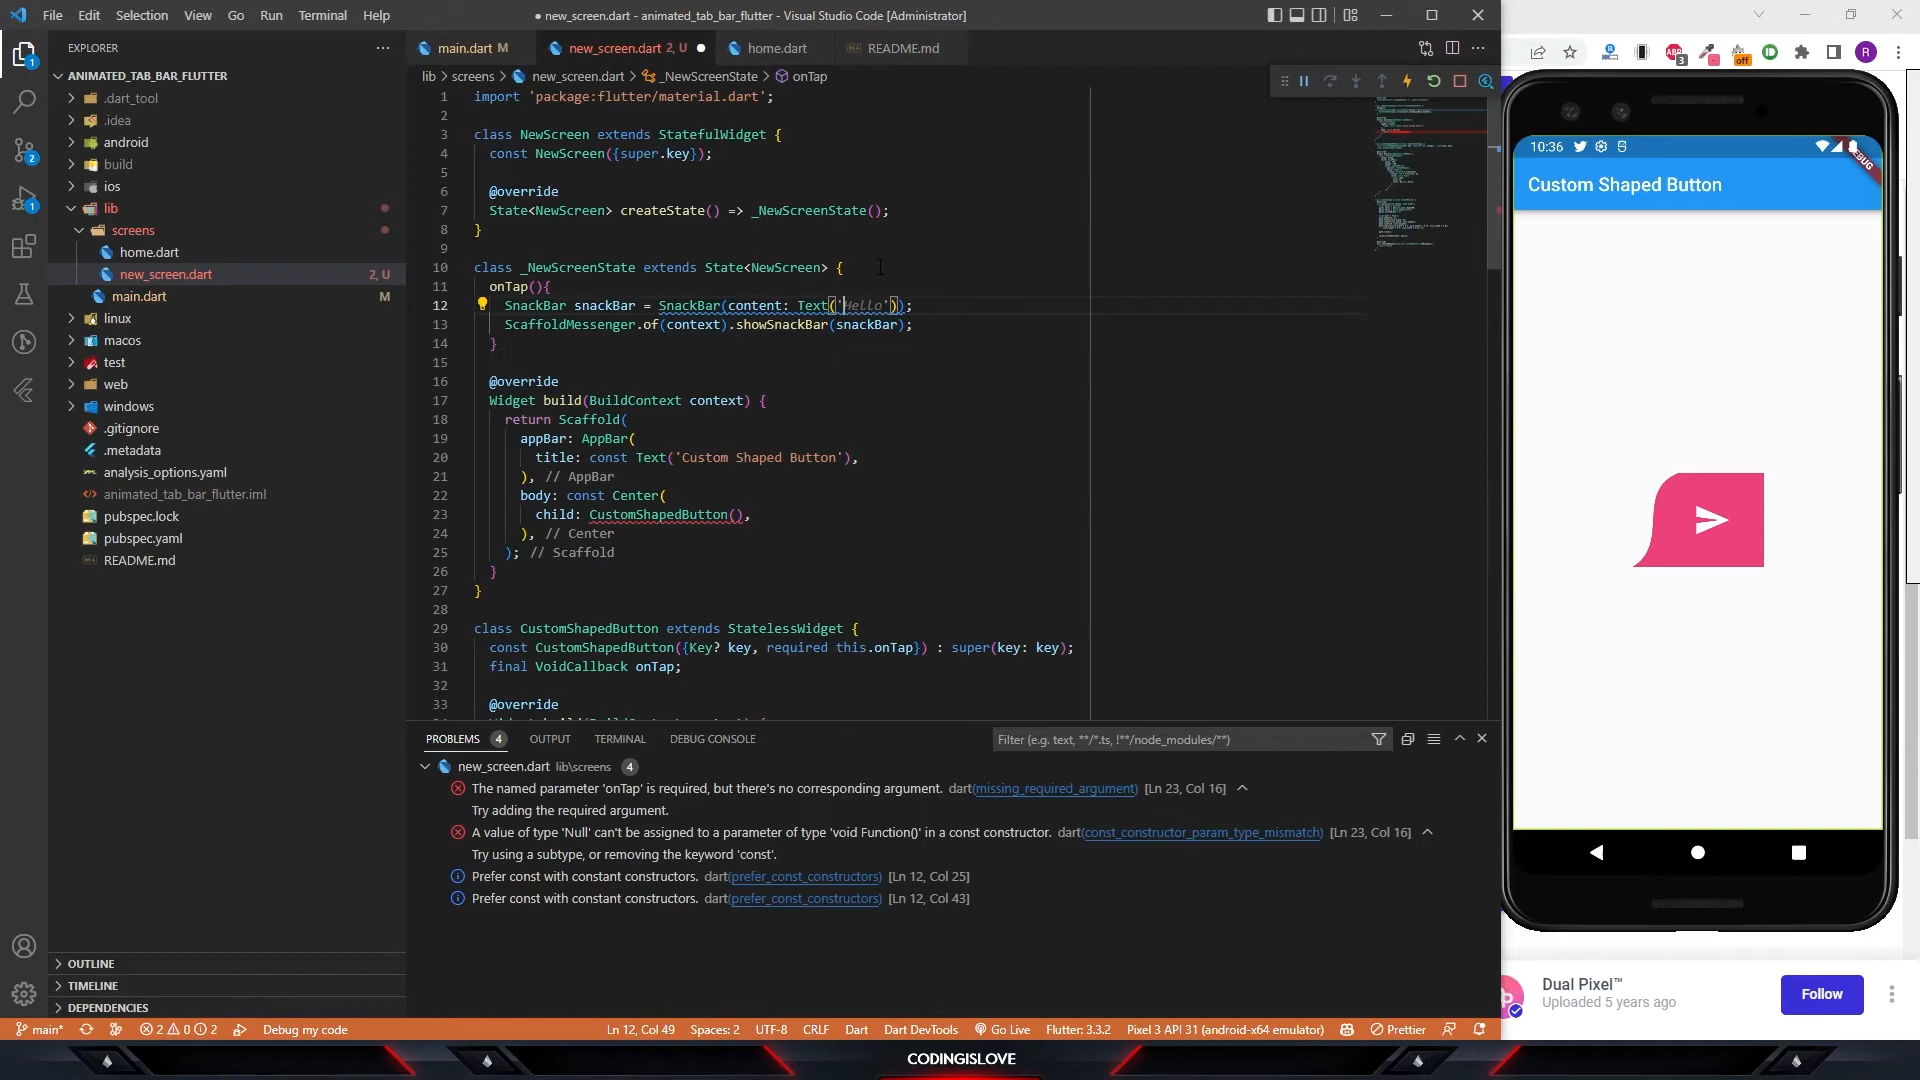 File Edit Selection View Go Run Terminal Help
● new_screen.dart - animated_tab_bar_flutter - Visual Studio Code [Administrator]
EXPLORER
ANIMATED_TAB_BAR_FLUTTER
.dart_tool
.idea
android
build
ios
lib
screens
home.dart
new_screen.dart 2, U
main.dart M
linux
macos
test
web
windows
.gitignore
.metadata
analysis_options.yaml
animated_tab_bar_flutter.iml
pubspec.lock
pubspec.yaml
README.md
OUTLINE
TIMELINE
DEPENDENCIES
1
2
1
main.dart M new_screen.dart 2, U ● home.dart README.md
lib > screens > new_screen.dart > _NewScreenState > onTap
1 import 'package:flutter/material.dart';
2
3 class NewScreen extends StatefulWidget {
4 const NewScreen({super.key});
5
6 @override
7 State<NewScreen> createState() => _NewScreenState();
8 }
9
10 class _NewScreenState extends State<NewScreen> {
11 onTap(){
12 SnackBar snackBar = SnackBar(content: Text('Hello'));
13 ScaffoldMessenger.of(context).showSnackBar(snackBar);
14 }
15
16 @override
17 Widget build(BuildContext context) {
18 return Scaffold(
19 appBar: AppBar(
20 title: const Text('Custom Shaped Button'),
21 ), // AppBar
22 body: const Center(
23 child: CustomShapedButton(),
24 ), // Center
25 ); // Scaffold
26 }
27 }
28
29 class CustomShapedButton extends StatelessWidget {
30 const CustomShapedButton({Key? key, required this.onTap}) : super(key: key);
31 final VoidCallback onTap;
32
33 @override
PROBLEMS 4 OUTPUT TERMINAL DEBUG CONSOLE
Filter (e.g. text, **/*.ts, !**/node_modules/**)
new_screen.dart lib\screens 4
The named parameter 'onTap' is required, but there's no corresponding argument. dart(missing_required_argument) [Ln 23, Col 16]
Try adding the required argument.
A value of type 'Null' can't be assigned to a parameter of type 'void Function()' in a const constructor. dart(const_constructor_param_type_mismatch) [Ln 23, Col 16]
Try using a subtype, or removing the keyword 'const'.
Prefer const with constant constructors. dart(prefer_const_constructors) [Ln 12, Col 25]
Prefer const with constant constructors. dart(prefer_const_constructors) [Ln 12, Col 43]
main* 2 0 2 Debug my code Ln 12, Col 49 Spaces: 2 UTF-8 CRLF Dart Dart DevTools Go Live Flutter: 3.3.2 Pixel 3 API 31 (android-x64 emulator) Prettier
3
off
R
10:36
DEBUG
Custom Shaped Button
Dual Pixel™
Uploaded 5 years ago
Follow
CODINGISLOVE